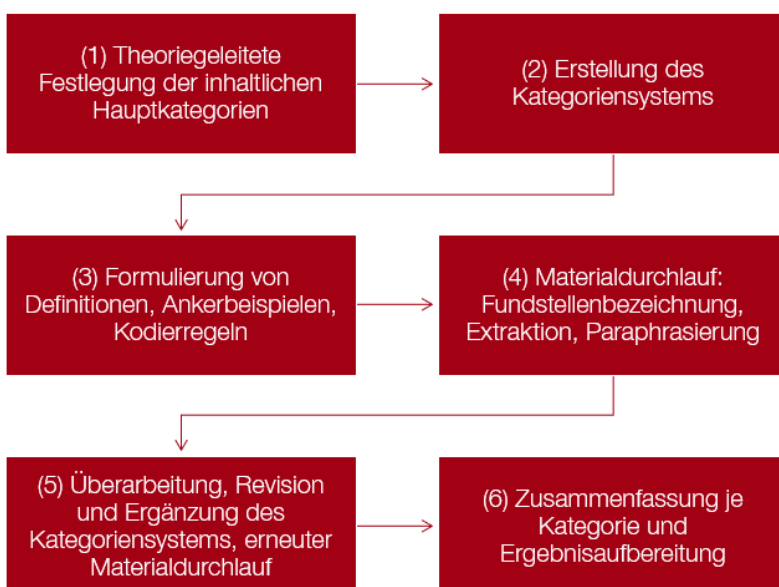 (1) Theoriegeleitete
Festlegung der inhaltlichen
Hauptkategorien
(2) Erstellung des
Kategoriensystems
(3) Formulierung von
Definitionen, Ankerbeispielen,
Kodierregeln
(4) Materialdurchlauf:
Fundstellenbezeichnung,
Extraktion, Paraphrasierung
(5) Überarbeitung, Revision
und Ergänzung des
Kategoriensystems, erneuter
Materialdurchlauf
(6) Zusammenfassung je
Kategorie und
Ergebnisaufbereitung